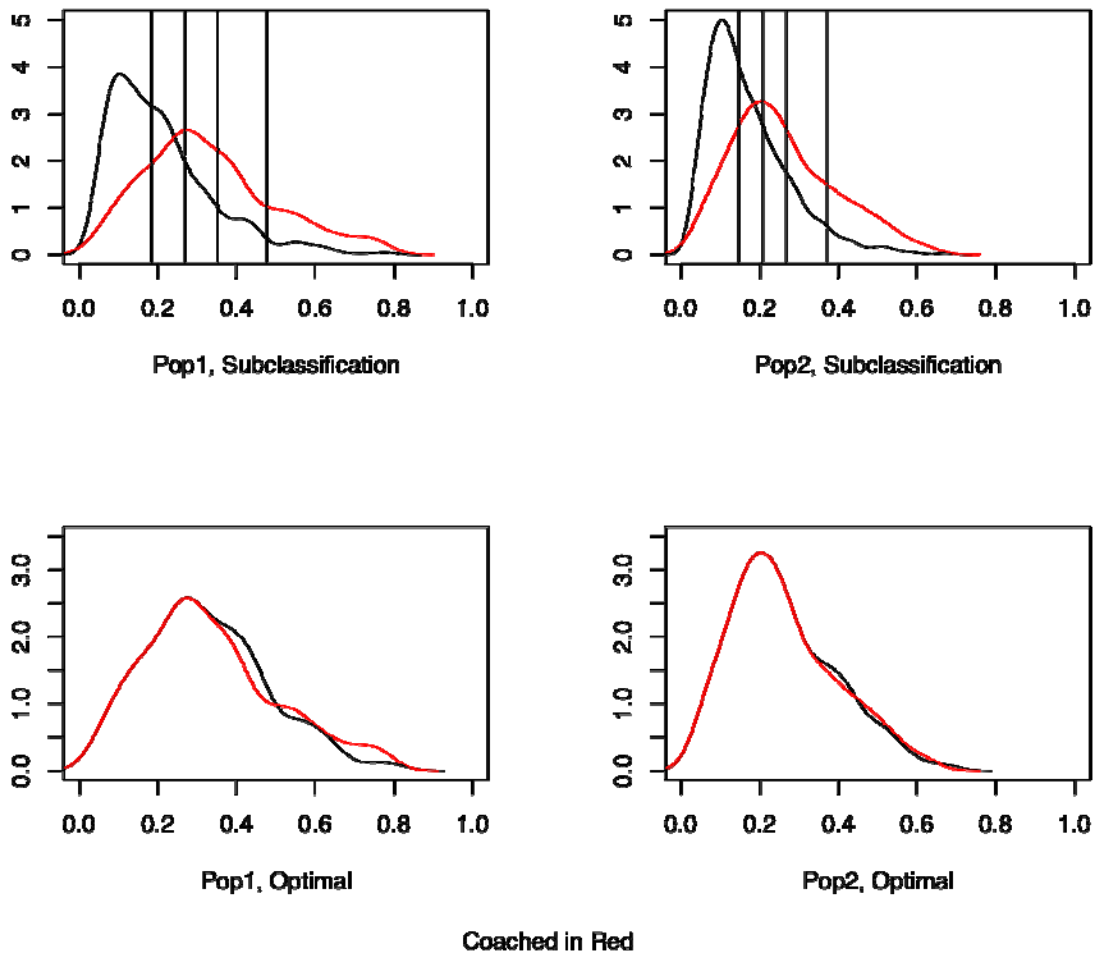 5
4
3
2
1
0
0.0 0.2 0.4 0.6 0.8 1.0
Pop1, Subclassification
5
4
3
2
1
0
0.0 0.2 0.4 0.6 0.8 1.0
Pop2, Subclassification
3.0
2.0
1.0
0.0
0.0 0.2 0.4 0.6 0.8 1.0
Pop1, Optimal
3.0
2.0
1.0
0.0
0.0 0.2 0.4 0.6 0.8 1.0
Pop2, Optimal
Coached in Red